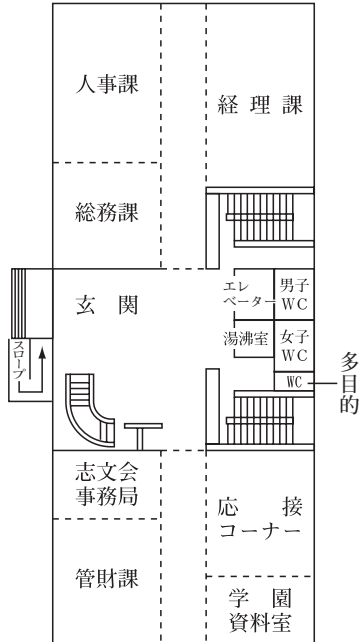 人事課
経理課
総務課
玄関
エレ
ベーター
男子
WC
湯沸室
女子
WC
WC
多目的
スロープ
志文会
事務局
応接
コーナー
管財課
学園
資料室